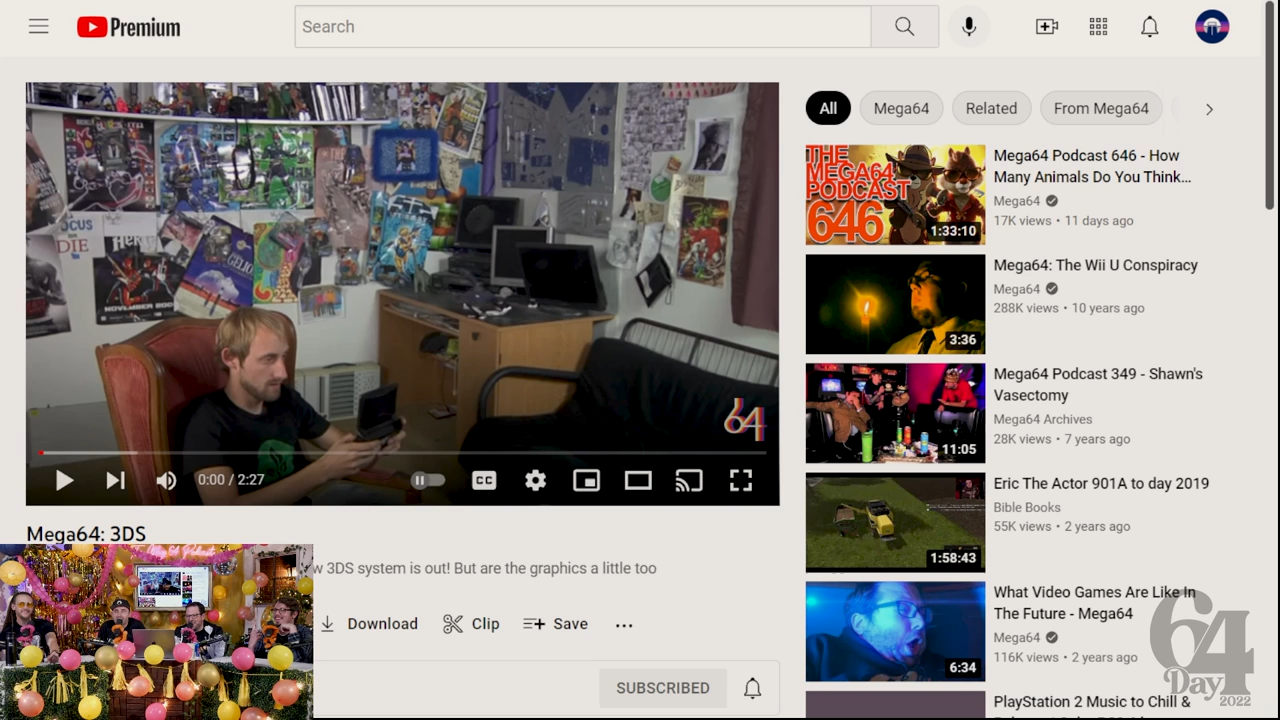 Premium
Search
All
Mega64
Related
From Mega64
THE
MEGA64
PODCAST
646
1:33:10
Mega64 Podcast 646 - How
Many Animals Do You Think...
Mega64
17K views • 11 days ago
3:36
Mega64: The Wii U Conspiracy
Mega64
288K views • 10 years ago
11:05
Mega64 Podcast 349 - Shawn's
Vasectomy
Mega64 Archives
28K views • 7 years ago
1:58:43
Eric The Actor 901A to day 2019
Bible Books
55K views • 2 years ago
6:34
What Video Games Are Like In
The Future - Mega64
Mega64
116K views • 2 years ago
PlayStation 2 Music to Chill &
DIE
64
0:00 / 2:27
CC
Mega64: 3DS
w 3DS system is out! But are the graphics a little too
Download
Clip
Save
...
SUBSCRIBED
64
Day
2022